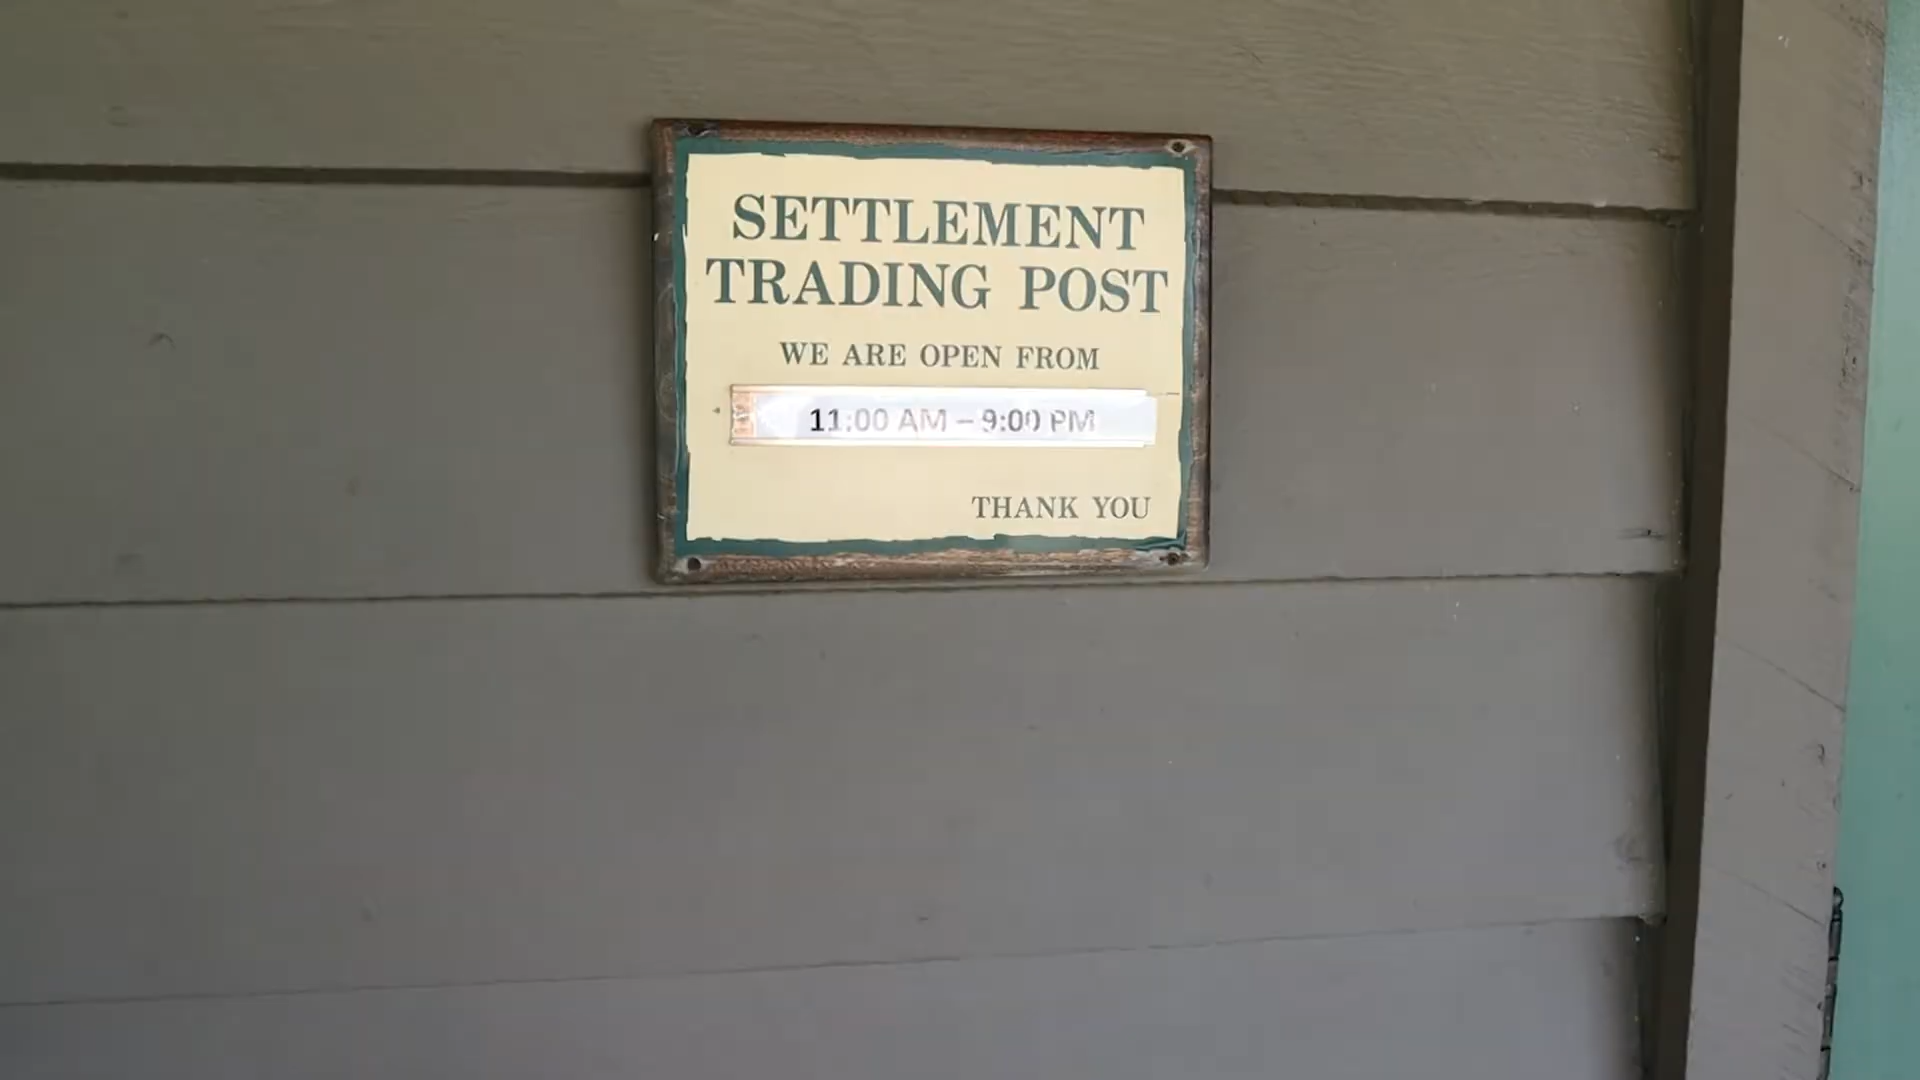 SETTLEMENT
TRADING POST
WE ARE OPEN FROM
11:00 AM – 9:00 PM
THANK YOU